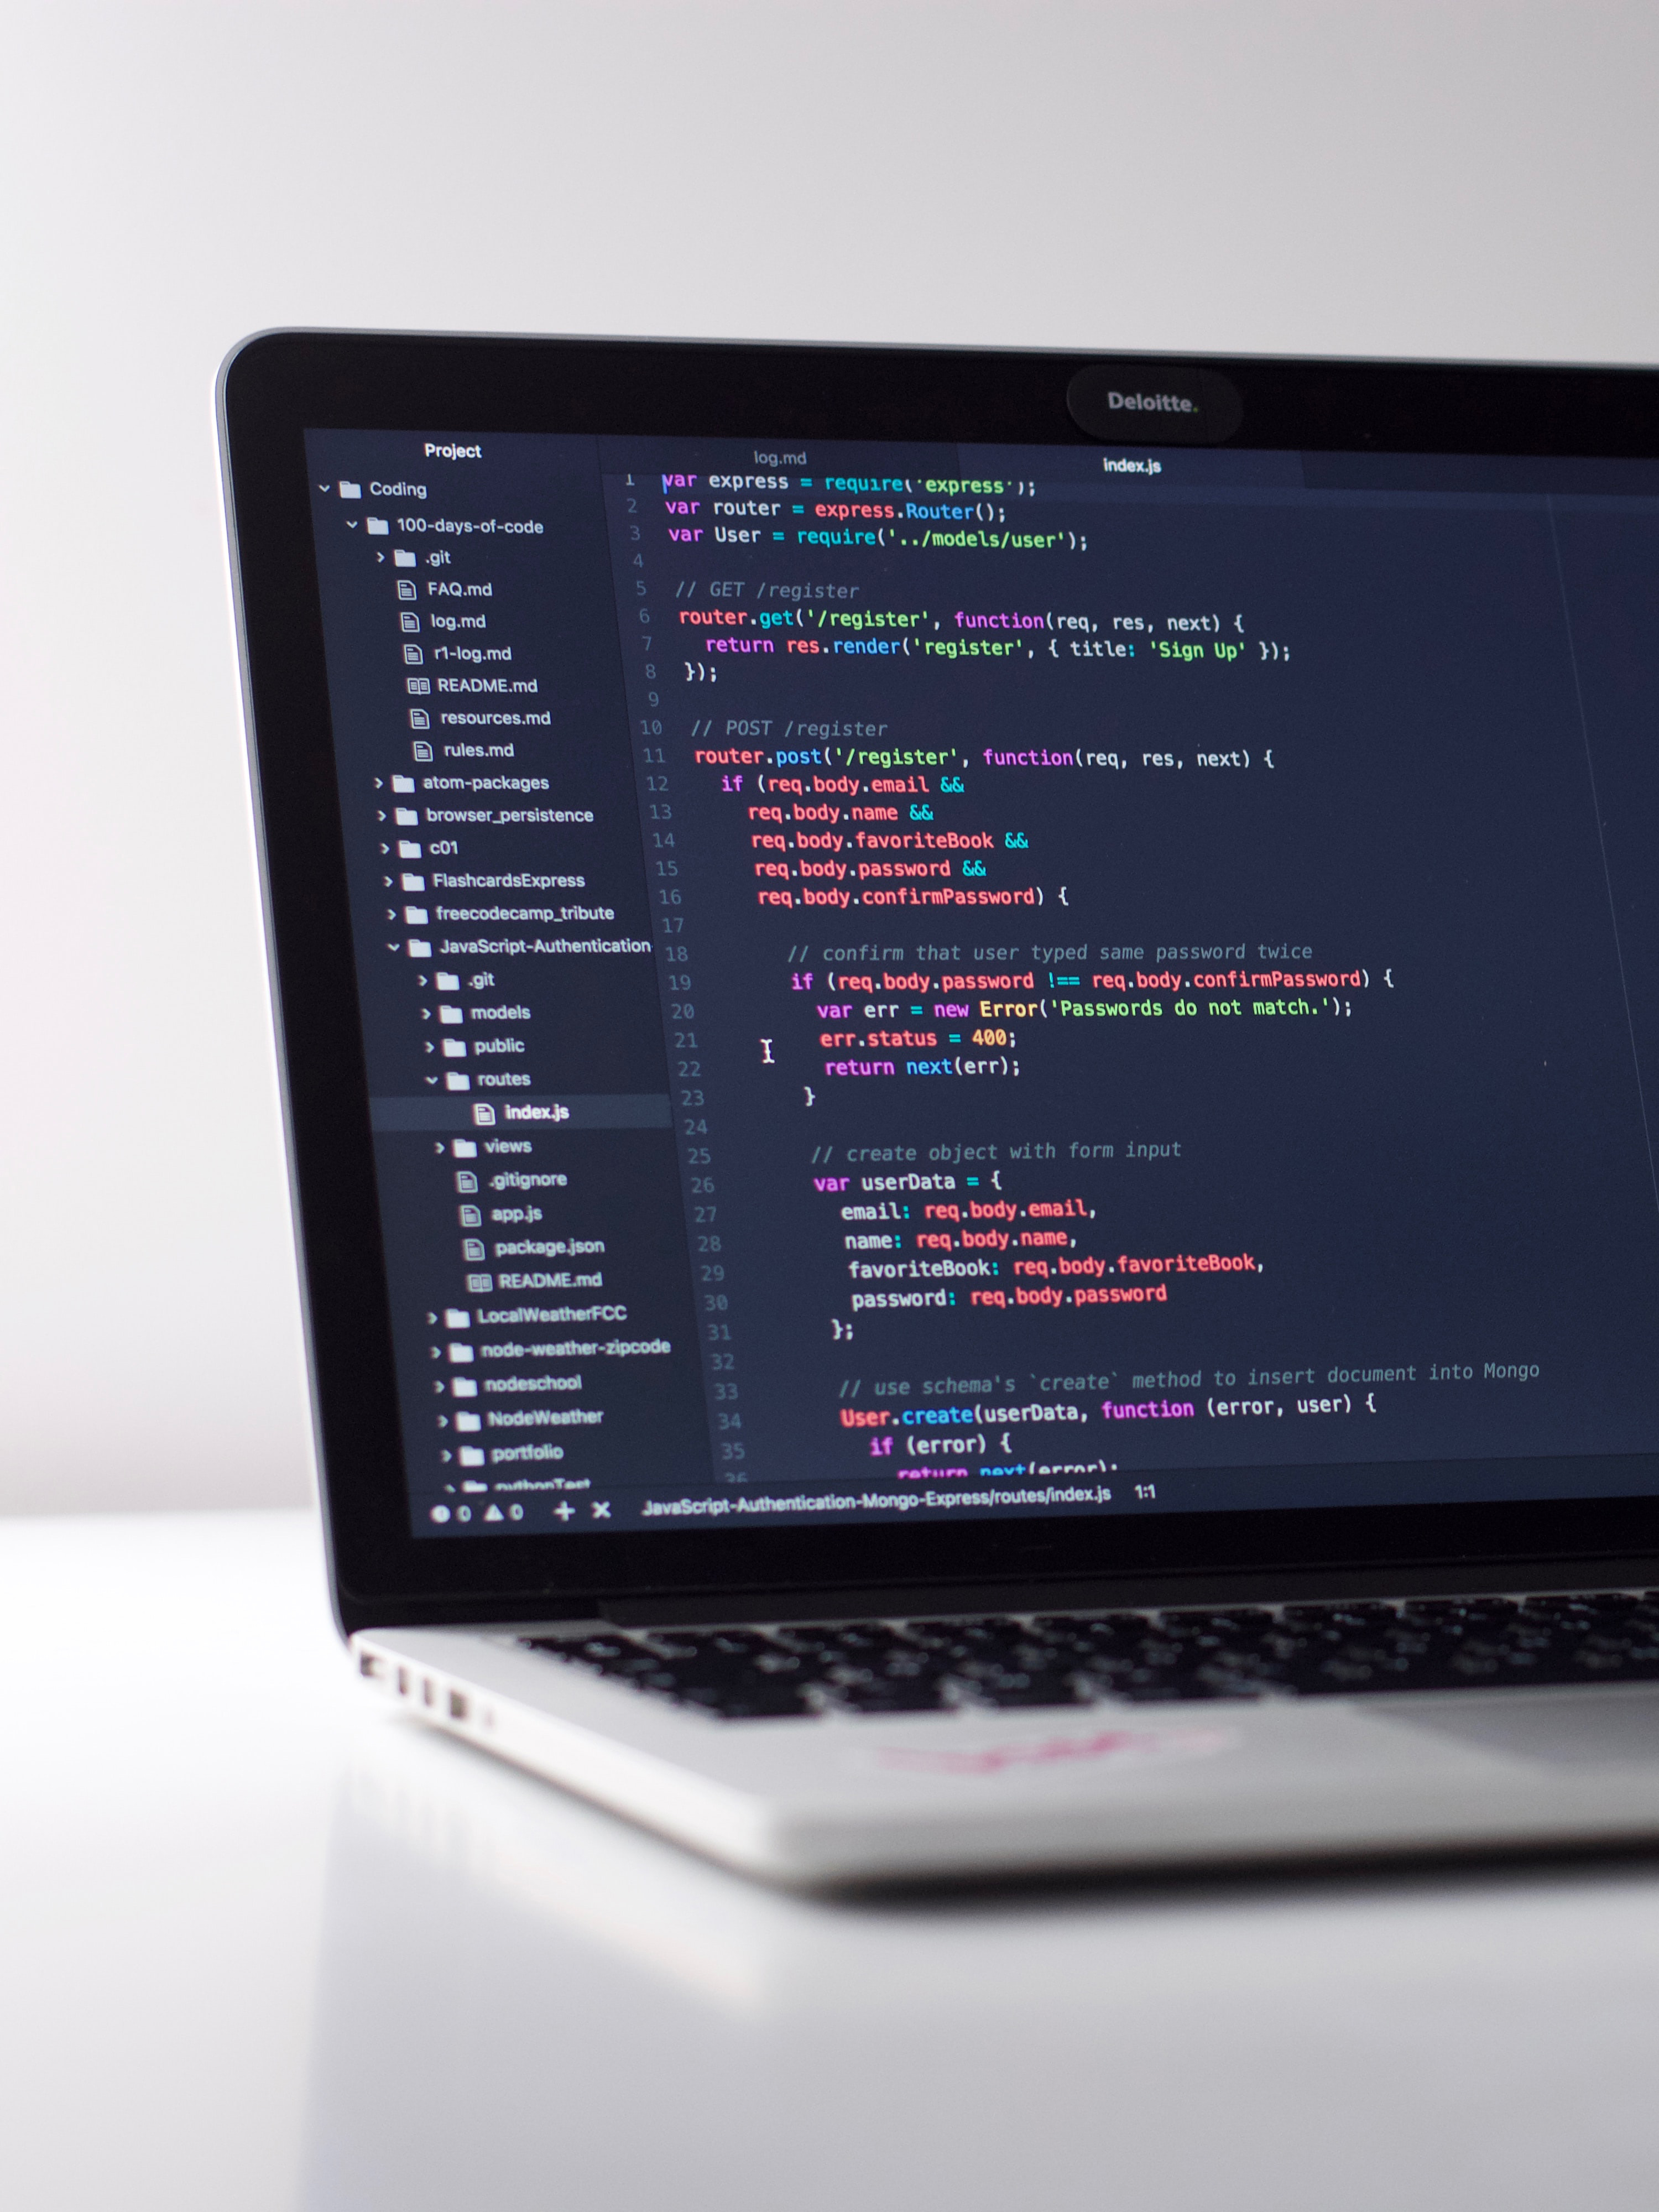 Deloitte.
Project
Coding
100-days-of-code
.git
FAQ.md
log.md
r1-log.md
README.md
resources.md
rules.md
atom-packages
browser_persistence
c01
FlashcardsExpress
freecodecamp_tribute
JavaScript-Authentication
.git
models
public
routes
index.js
views
.gitignore
app.js
package.json
README.md
LocalWeatherFCC
node-weather-zipcode
nodeschool
NodeWeather
portfolio
pythonTest
log.md index.js
1 var express = require('express');
2 var router = express.Router();
3 var User = require('../models/user');
4
5 // GET /register
6 router.get('/register', function(req, res, next) {
7 return res.render('register', { title: 'Sign Up' });
8 });
9
10 // POST /register
11 router.post('/register', function(req, res, next) {
12 if (req.body.email &&
13 req.body.name &&
14 req.body.favoriteBook &&
15 req.body.password &&
16 req.body.confirmPassword) {
17
18 // confirm that user typed same password twice
19 if (req.body.password !== req.body.confirmPassword) {
20 var err = new Error('Passwords do not match.');
21 err.status = 400;
22 return next(err);
23 }
24
25 // create object with form input
26 var userData = {
27 email: req.body.email,
28 name: req.body.name,
29 favoriteBook: req.body.favoriteBook,
30 password: req.body.password
31 };
32
33 // use schema's `create` method to insert document into Mongo
34 User.create(userData, function (error, user) {
35 if (error) {
36 return next(error);
0 0 JavaScript-Authentication-Mongo-Express/routes/index.js 1:1